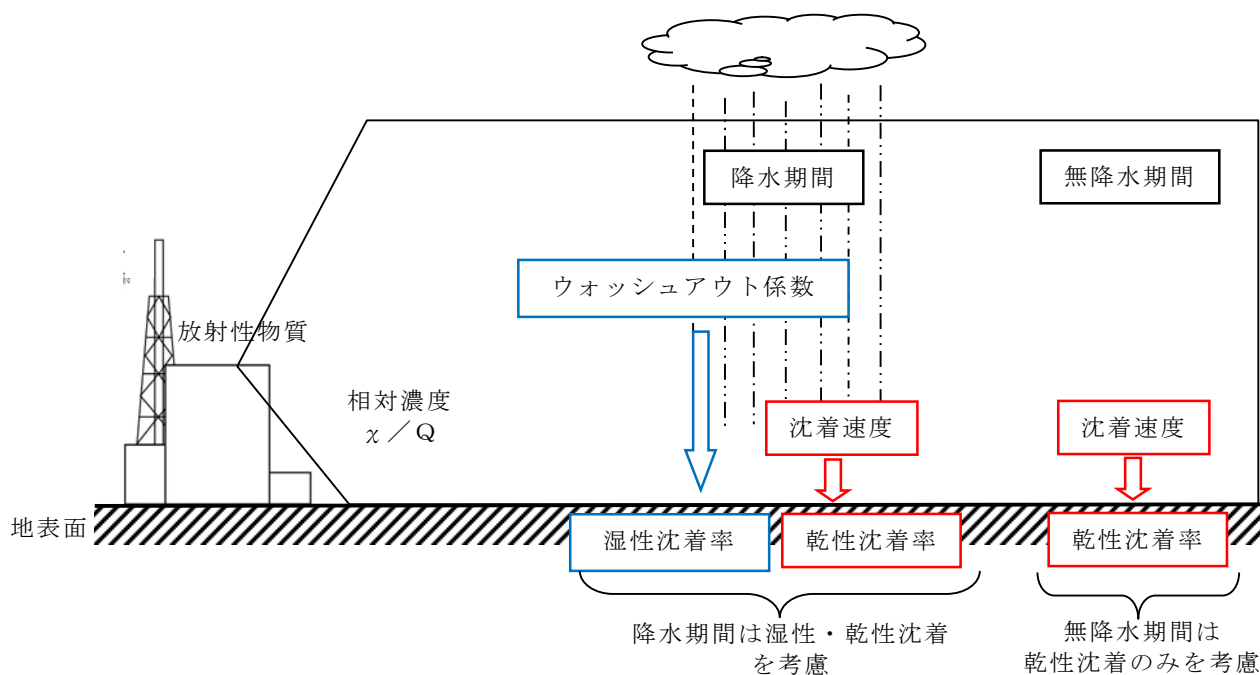 降水期間
無降水期間
ウォッシュアウト係数
放射性物質
相対濃度
χ／Q
沈着速度
沈着速度
地表面
湿性沈着率
乾性沈着率
乾性沈着率
降水期間は湿性・乾性沈着
を考慮
無降水期間は
乾性沈着のみを考慮